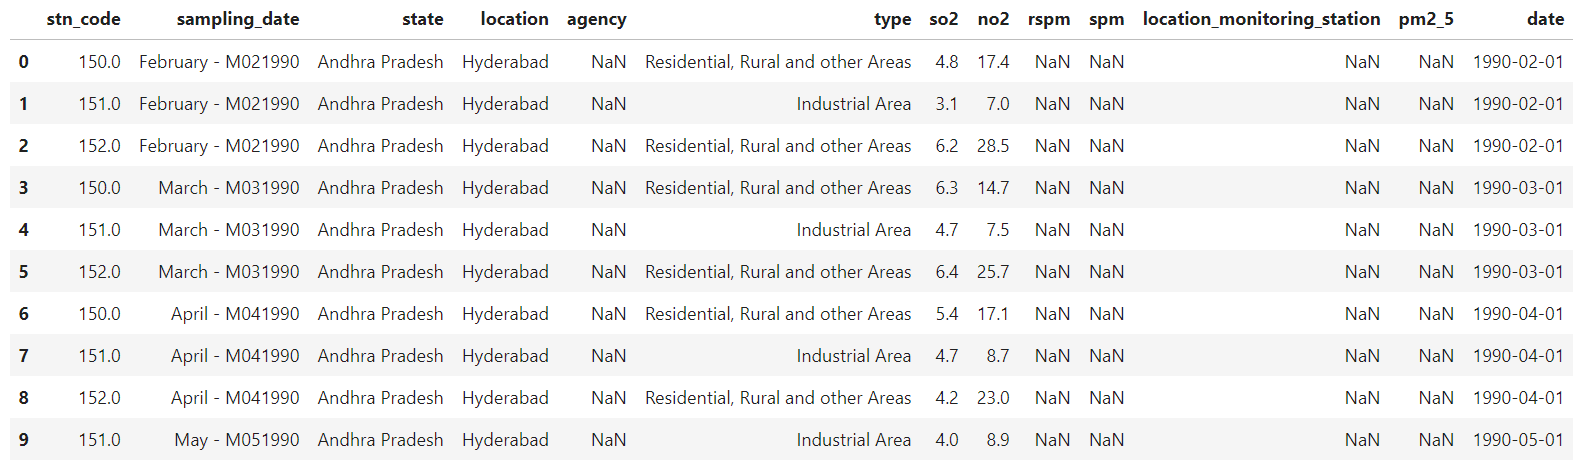 stn_code sampling_date state location agency type so2 no2 rspm spm location_monitoring_station pm2_5 date
0 150.0 February - M021990 Andhra Pradesh Hyderabad NaN Residential, Rural and other Areas 4.8 17.4 NaN NaN NaN NaN 1990-02-01
1 151.0 February - M021990 Andhra Pradesh Hyderabad NaN Industrial Area 3.1 7.0 NaN NaN NaN NaN 1990-02-01
2 152.0 February - M021990 Andhra Pradesh Hyderabad NaN Residential, Rural and other Areas 6.2 28.5 NaN NaN NaN NaN 1990-02-01
3 150.0 March - M031990 Andhra Pradesh Hyderabad NaN Residential, Rural and other Areas 6.3 14.7 NaN NaN NaN NaN 1990-03-01
4 151.0 March - M031990 Andhra Pradesh Hyderabad NaN Industrial Area 4.7 7.5 NaN NaN NaN NaN 1990-03-01
5 152.0 March - M031990 Andhra Pradesh Hyderabad NaN Residential, Rural and other Areas 6.4 25.7 NaN NaN NaN NaN 1990-03-01
6 150.0 April - M041990 Andhra Pradesh Hyderabad NaN Residential, Rural and other Areas 5.4 17.1 NaN NaN NaN NaN 1990-04-01
7 151.0 April - M041990 Andhra Pradesh Hyderabad NaN Industrial Area 4.7 8.7 NaN NaN NaN NaN 1990-04-01
8 152.0 April - M041990 Andhra Pradesh Hyderabad NaN Residential, Rural and other Areas 4.2 23.0 NaN NaN NaN NaN 1990-04-01
9 151.0 May - M051990 Andhra Pradesh Hyderabad NaN Industrial Area 4.0 8.9 NaN NaN NaN NaN 1990-05-01